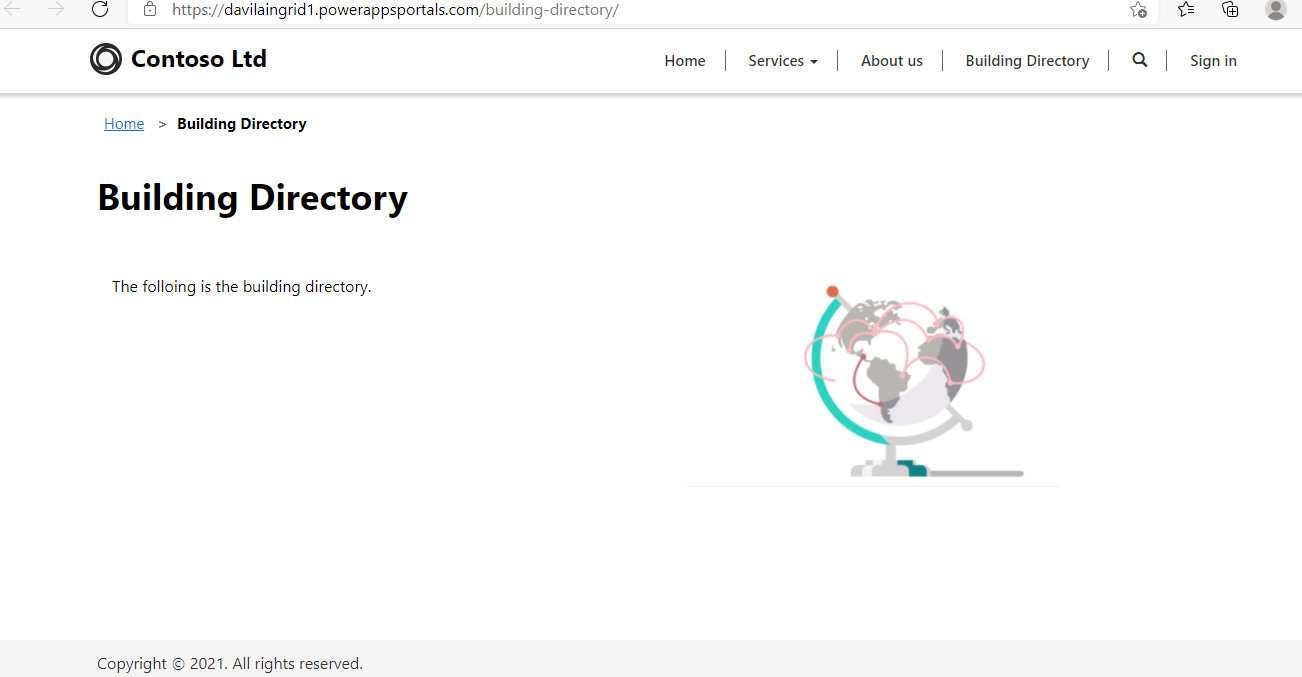 https://davilaingrid1.powerappsportals.com/building-directory/
Contoso Ltd
Home Services About us Building Directory Sign in
Home > Building Directory
Building Directory
The folloing is the building directory.
Copyright © 2021. All rights reserved.